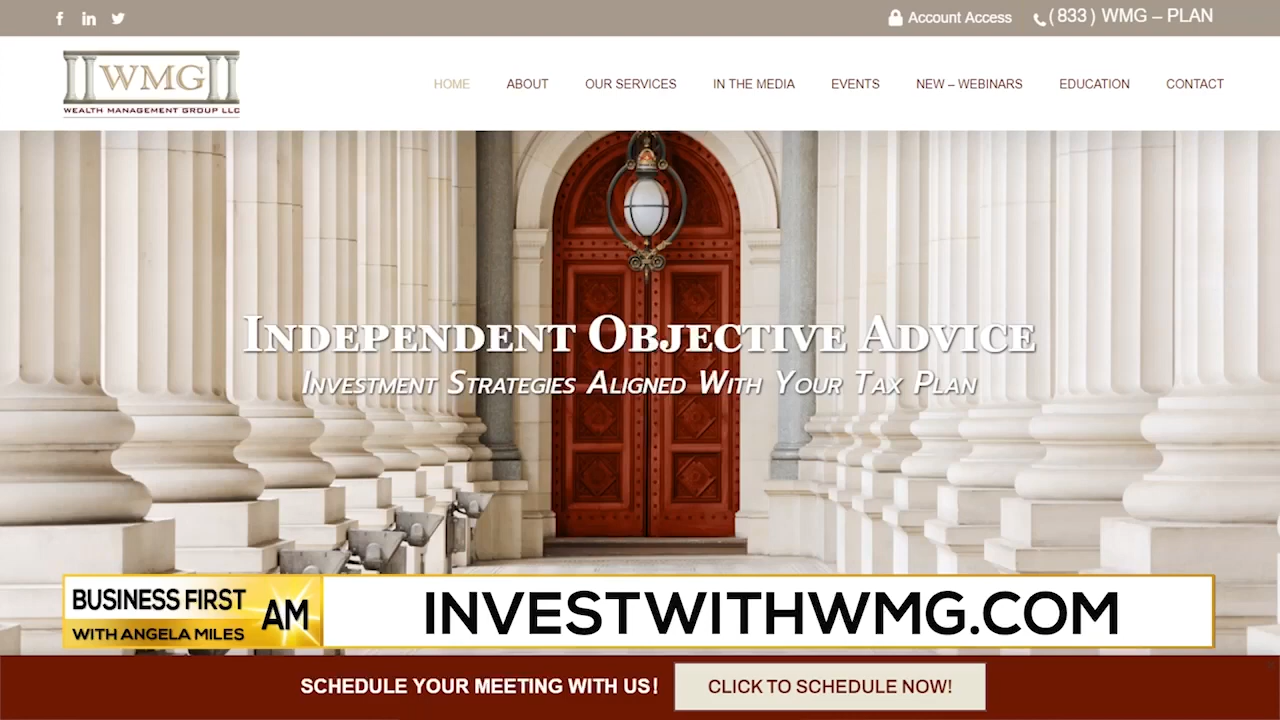 Account Access
(833) WMG – PLAN
WMG
WEALTH MANAGEMENT GROUP LLC
HOME
ABOUT
OUR SERVICES
IN THE MEDIA
EVENTS
NEW – WEBINARS
EDUCATION
CONTACT
INDEPENDENT OBJECTIVE ADVICE
INVESTMENT STRATEGIES ALIGNED WITH YOUR TAX PLAN
BUSINESS FIRST
AM
WITH ANGELA MILES
INVESTWITHWMG.COM
SCHEDULE YOUR MEETING WITH US!
CLICK TO SCHEDULE NOW!